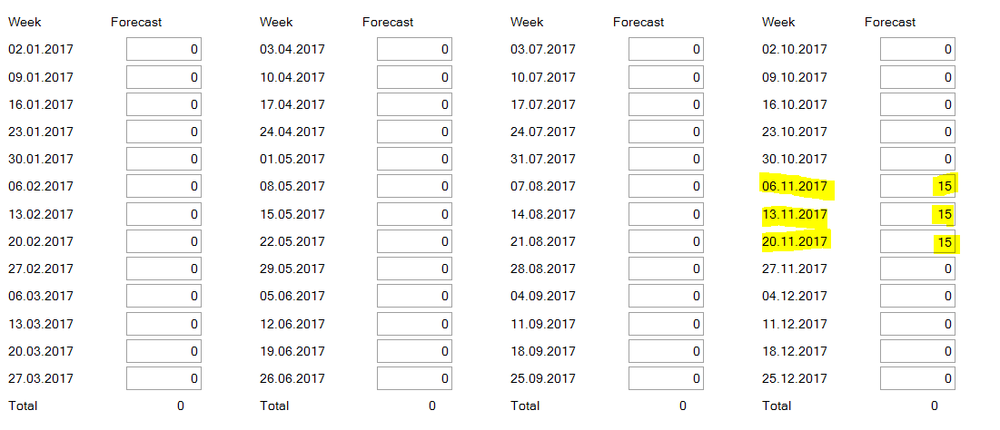 Week Forecast Week Forecast Week Forecast Week Forecast
02.01.2017 0 03.04.2017 0 03.07.2017 0 02.10.2017 0
09.01.2017 0 10.04.2017 0 10.07.2017 0 09.10.2017 0
16.01.2017 0 17.04.2017 0 17.07.2017 0 16.10.2017 0
23.01.2017 0 24.04.2017 0 24.07.2017 0 23.10.2017 0
30.01.2017 0 01.05.2017 0 31.07.2017 0 30.10.2017 0
06.02.2017 0 08.05.2017 0 07.08.2017 0 06.11.2017 15
13.02.2017 0 15.05.2017 0 14.08.2017 0 13.11.2017 15
20.02.2017 0 22.05.2017 0 21.08.2017 0 20.11.2017 15
27.02.2017 0 29.05.2017 0 28.08.2017 0 27.11.2017 0
06.03.2017 0 05.06.2017 0 04.09.2017 0 04.12.2017 0
13.03.2017 0 12.06.2017 0 11.09.2017 0 11.12.2017 0
20.03.2017 0 19.06.2017 0 18.09.2017 0 18.12.2017 0
27.03.2017 0 26.06.2017 0 25.09.2017 0 25.12.2017 0
Total 0 Total 0 Total 0 Total 0